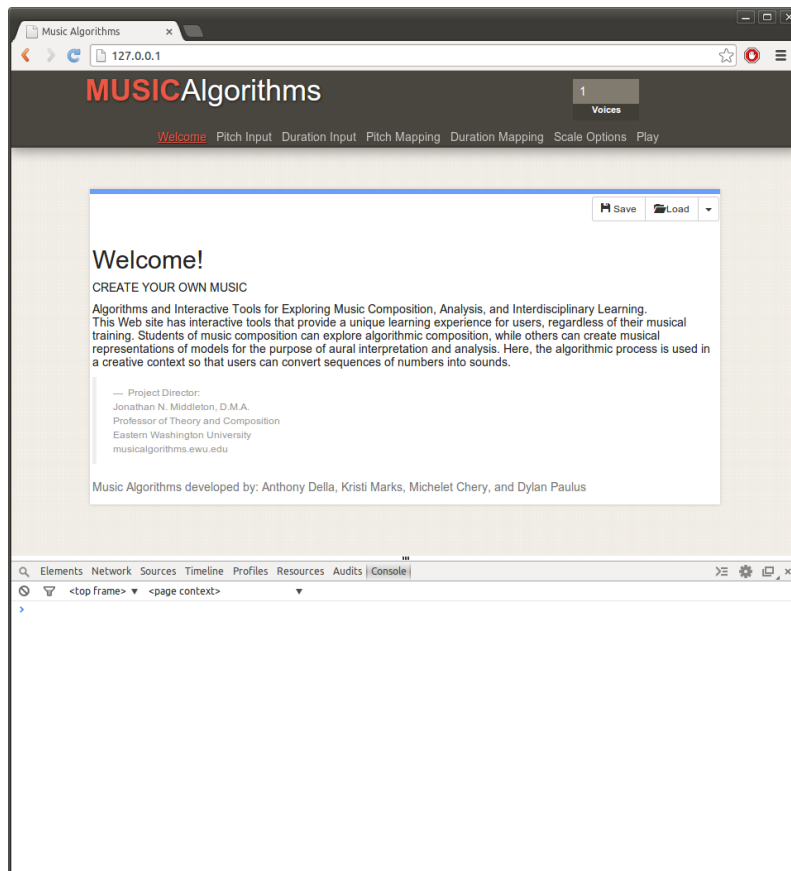 Music Algorithms
127.0.0.1
MUSICAlgorithms
1
Voices
Welcome Pitch Input Duration Input Pitch Mapping Duration Mapping Scale Options Play
Save Load
Welcome!
CREATE YOUR OWN MUSIC
Algorithms and Interactive Tools for Exploring Music Composition, Analysis, and Interdisciplinary Learning.
This Web site has interactive tools that provide a unique learning experience for users, regardless of their musical
training. Students of music composition can explore algorithmic composition, while others can create musical
representations of models for the purpose of aural interpretation and analysis. Here, the algorithmic process is used in
a creative context so that users can convert sequences of numbers into sounds.
— Project Director:
Jonathan N. Middleton, D.M.A.
Professor of Theory and Composition
Eastern Washington University
musicalgorithms.ewu.edu
Music Algorithms developed by: Anthony Della, Kristi Marks, Michelet Chery, and Dylan Paulus
Elements Network Sources Timeline Profiles Resources Audits Console
<top frame> ▼ <page context> ▼